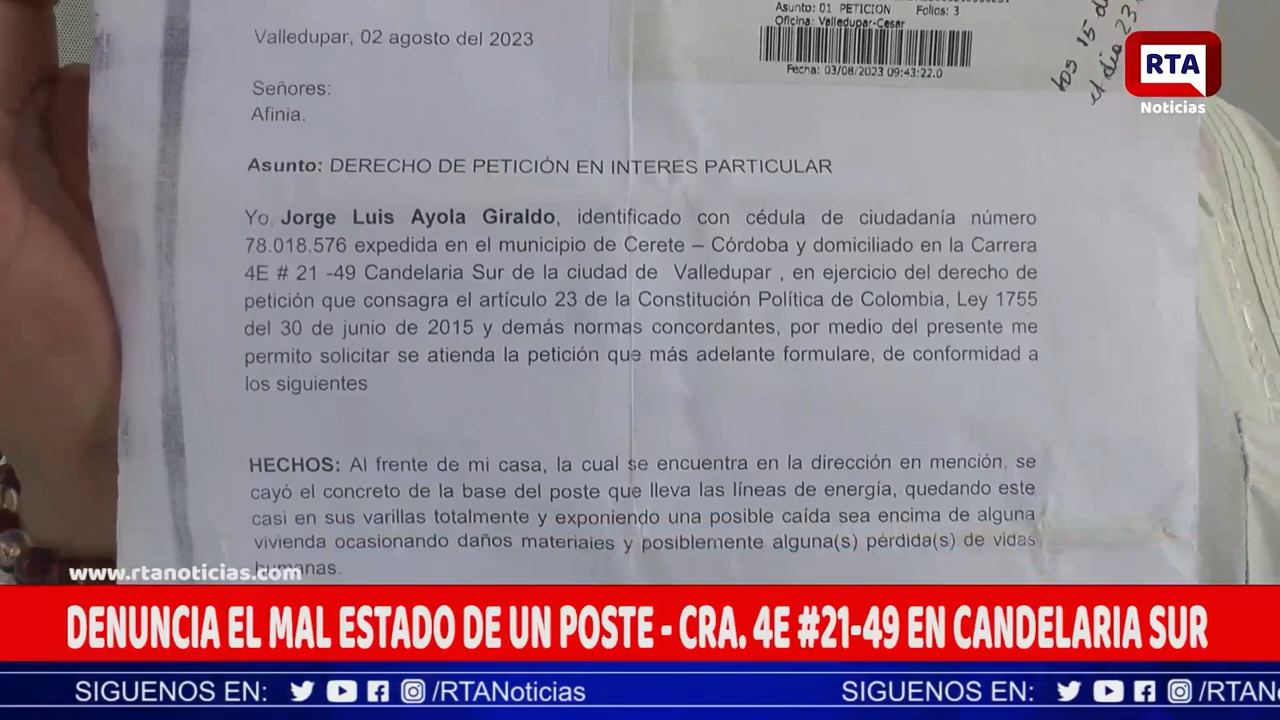 Asunto: 01 PETICION Folios: 3
Oficina: Valledupar-Cesar
Fecha: 03/08/2023 09:43:22.0
los 15 d
el dia 23
RTA
Noticias
Valledupar, 02 agosto del 2023
Señores:
Afinia.
Asunto: DERECHO DE PETICIÓN EN INTERES PARTICULAR
Yo, Jorge Luis Ayola Giraldo, identificado con cédula de ciudadanía número
78.018.576 expedida en el municipio de Cerete – Córdoba y domiciliado en la Carrera
4E # 21 -49 Candelaria Sur de la ciudad de Valledupar , en ejercicio del derecho de
petición que consagra el artículo 23 de la Constitución Política de Colombia, Ley 1755
del 30 de junio de 2015 y demás normas concordantes, por medio del presente me
permito solicitar se atienda la petición que más adelante formulare, de conformidad a
los siguientes
HECHOS: Al frente de mi casa, la cual se encuentra en la dirección en mención, se
cayó el concreto de la base del poste que lleva las líneas de energía, quedando este
casi en sus varillas totalmente y exponiendo una posible caída sea encima de alguna
vivienda ocasionando daños materiales y posiblemente alguna(s) pérdida(s) de vidas
humanas.
www.rtanoticias.com
DENUNCIA EL MAL ESTADO DE UN POSTE - CRA. 4E #21-49 EN CANDELARIA SUR
SIGUENOS EN: /RTANoticias SIGUENOS EN: /RTAN